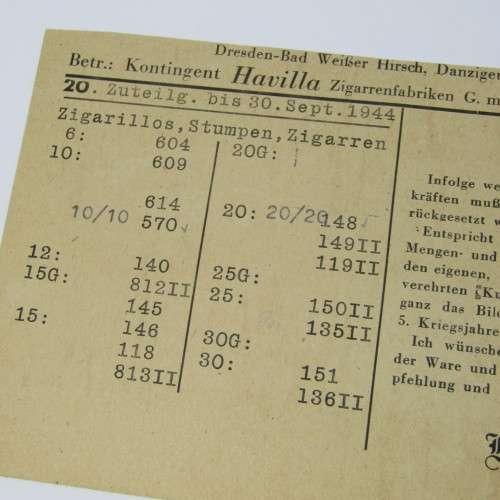 Dresden-Bad Weißer Hirsch, Danzige
Betr.: Kontingent Havilla Zigarrenfabriken G. m
20. Zuteilg. bis 30.Sept.1944
Zigarillos,Stumpen,Zigarren
6: 604
10: 609
614
10/10 570 ✓
12: 140
15G: 812II
15: 145
146
118
813II
20G:
20: 20/20 148
149II
119II
25G:
25: 150II
135II
30G:
30: 151
136II
Infolge we
kräften muß
rückgesetzt w
Entspricht
Mengen- und
den eigenen,
verehrten "Ku
ganz das Bil
5. Kriegsjahre
Ich wünsche
der Ware und
pfehlung und